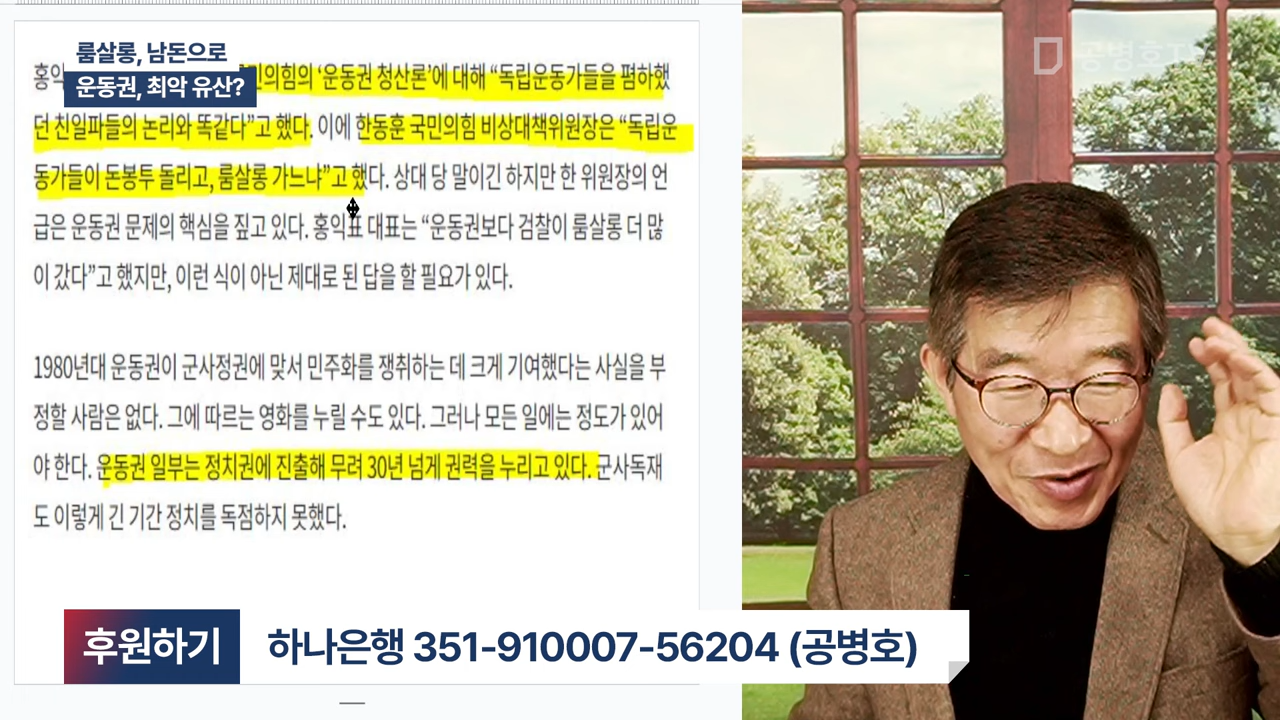 룸살롱, 남돈으로
운동권, 최악 유산?
공병호TV
홍익 민의힘의 ‘운동권 청산론’에 대해 “독립운동가들을 폄하했
던 친일파들의 논리와 똑같다”고 했다. 이에 한동훈 국민의힘 비상대책위원장은 “독립운
동가들이 돈봉투 돌리고, 룸살롱 가느냐”고 했다. 상대 당 말이긴 하지만 한 위원장의 언
급은 운동권 문제의 핵심을 짚고 있다. 홍익표 대표는 “운동권보다 검찰이 룸살롱 더 많
이 갔다”고 했지만, 이런 식이 아닌 제대로 된 답을 할 필요가 있다.
1980년대 운동권이 군사정권에 맞서 민주화를 쟁취하는 데 크게 기여했다는 사실을 부
정할 사람은 없다. 그에 따르는 영화를 누릴 수도 있다. 그러나 모든 일에는 정도가 있어
야 한다. 운동권 일부는 정치권에 진출해 무려 30년 넘게 권력을 누리고 있다. 군사독재
도 이렇게 긴 기간 정치를 독점하지 못했다.
후원하기
하나은행 351-910007-56204 (공병호)